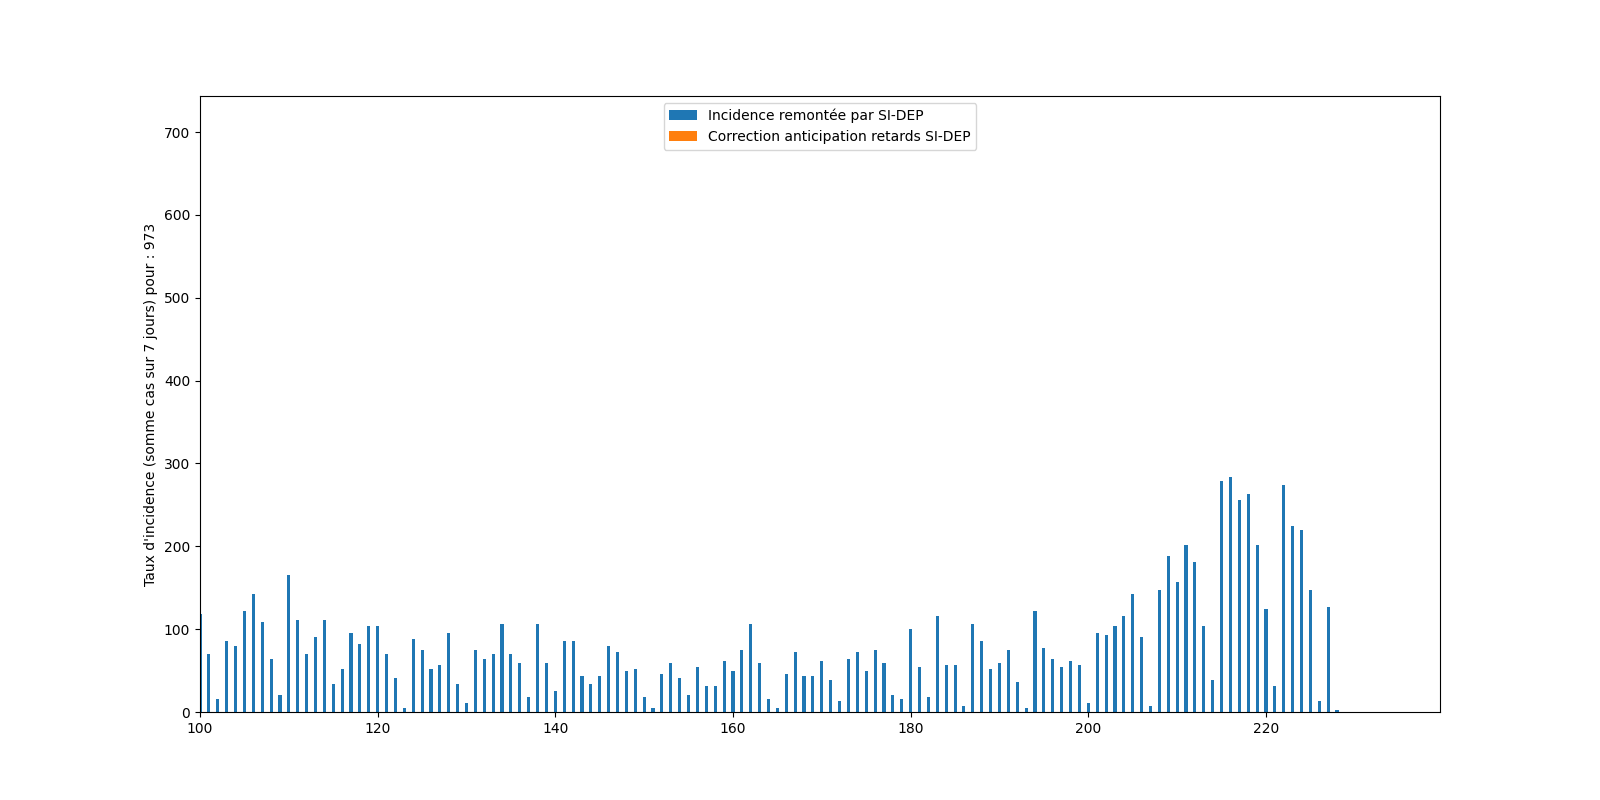 Incidence remontée par SI-DEP
Correction anticipation retards SI-DEP
Taux d'incidence (somme cas sur 7 jours) pour : 973
700
600
500
400
300
200
100
0
100 120 140 160 180 200 220